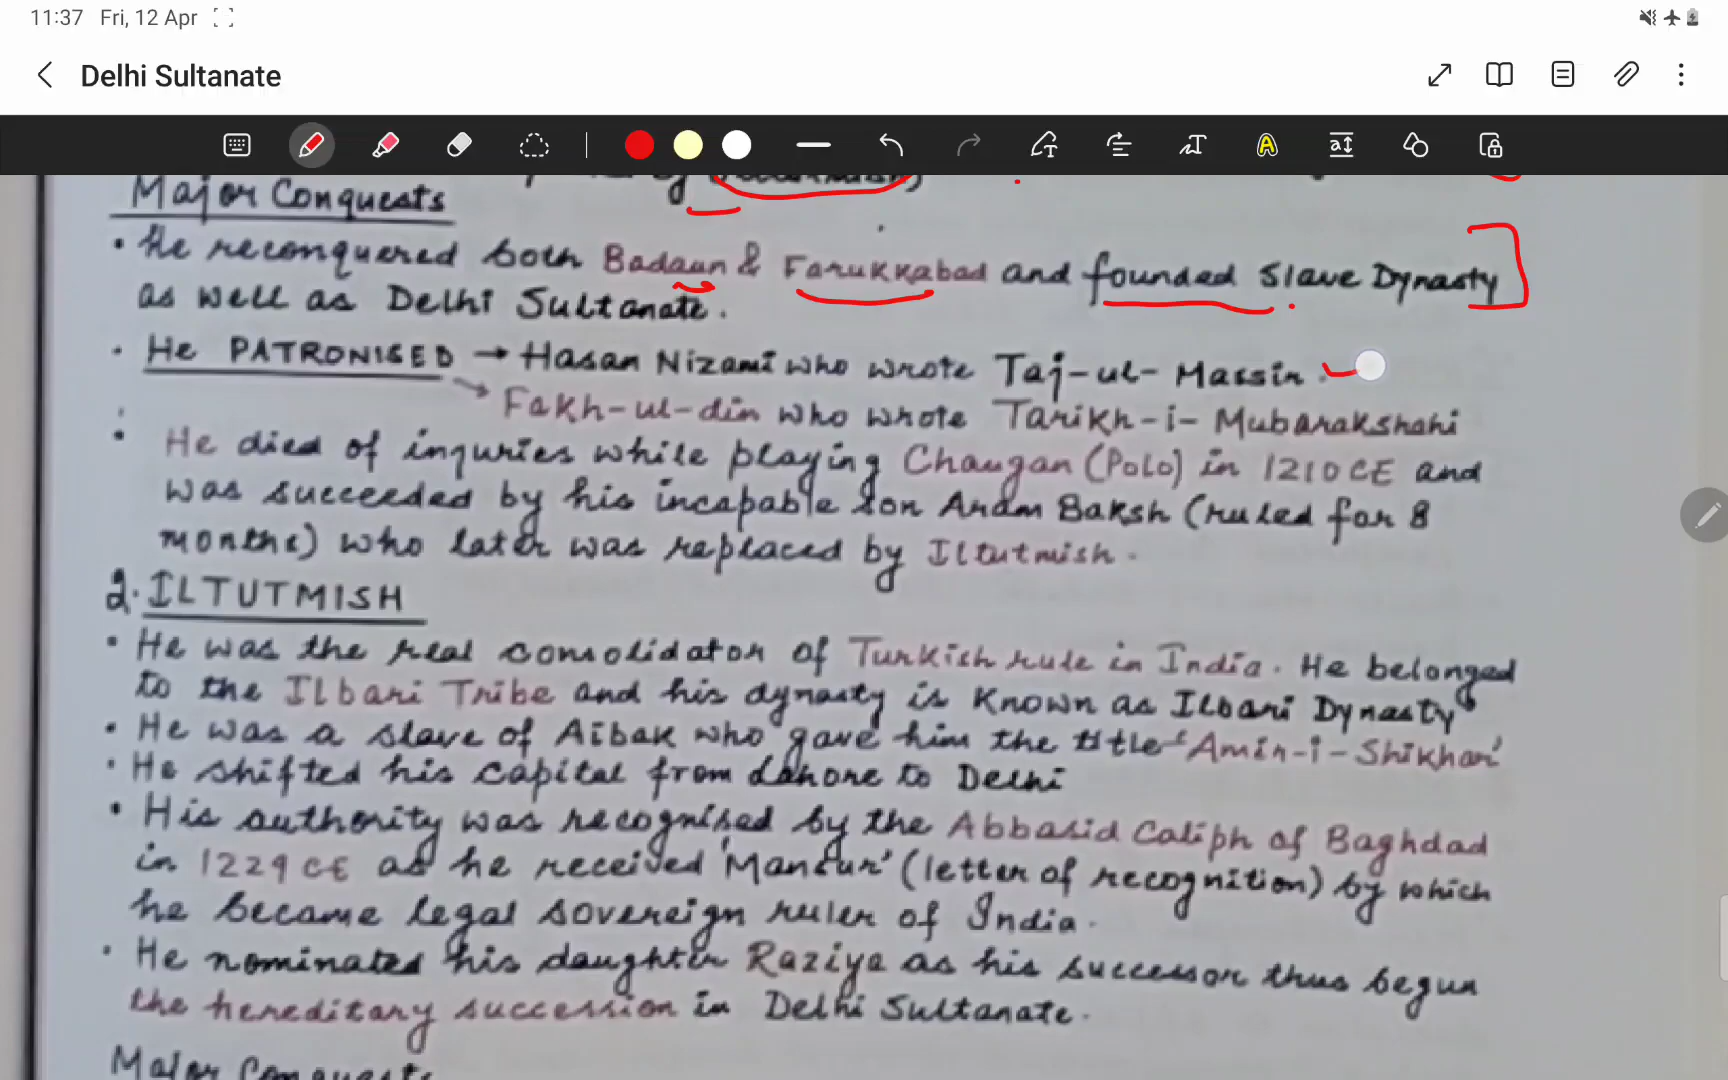 11:37 Fri, 12 Apr
Delhi Sultanate
Major Conquests
• He reconquered both Badaun & Farukkabad and founded Slave Dynasty
as well as Delhi Sultanate.
• He PATRONISED → Hasan Nizami who wrote Taj-ul-Massir.
Fakh-ul-din who wrote Tarikh-i-Mubarakshahi
• He died of inquries while playing Chaugan (Polo) in 1210 CE and
was succeeded by his incapable son Aram Baksh (ruled for 8
months) who later was replaced by Iltutmish.
2. ILTUTMISH
• He was the real consolidator of Turkish rule in India. He belonged
to the Ilbari Tribe and his dynasty is known as Ilbari Dynasty
• He was a slave of Aibak who gave him the title 'Amir-i-Shikhar'
• He shifted his capital from Lahore to Delhi
• His authority was recognised by the Abbasid Caliph of Baghdad
in 1229 CE as he received 'Mansur' (letter of recognition) by which
he became legal sovereign ruler of India.
• He nominated his daughter Raziya as his successor thus begun
the hereditary succession in Delhi Sultanate.
Major Conquests